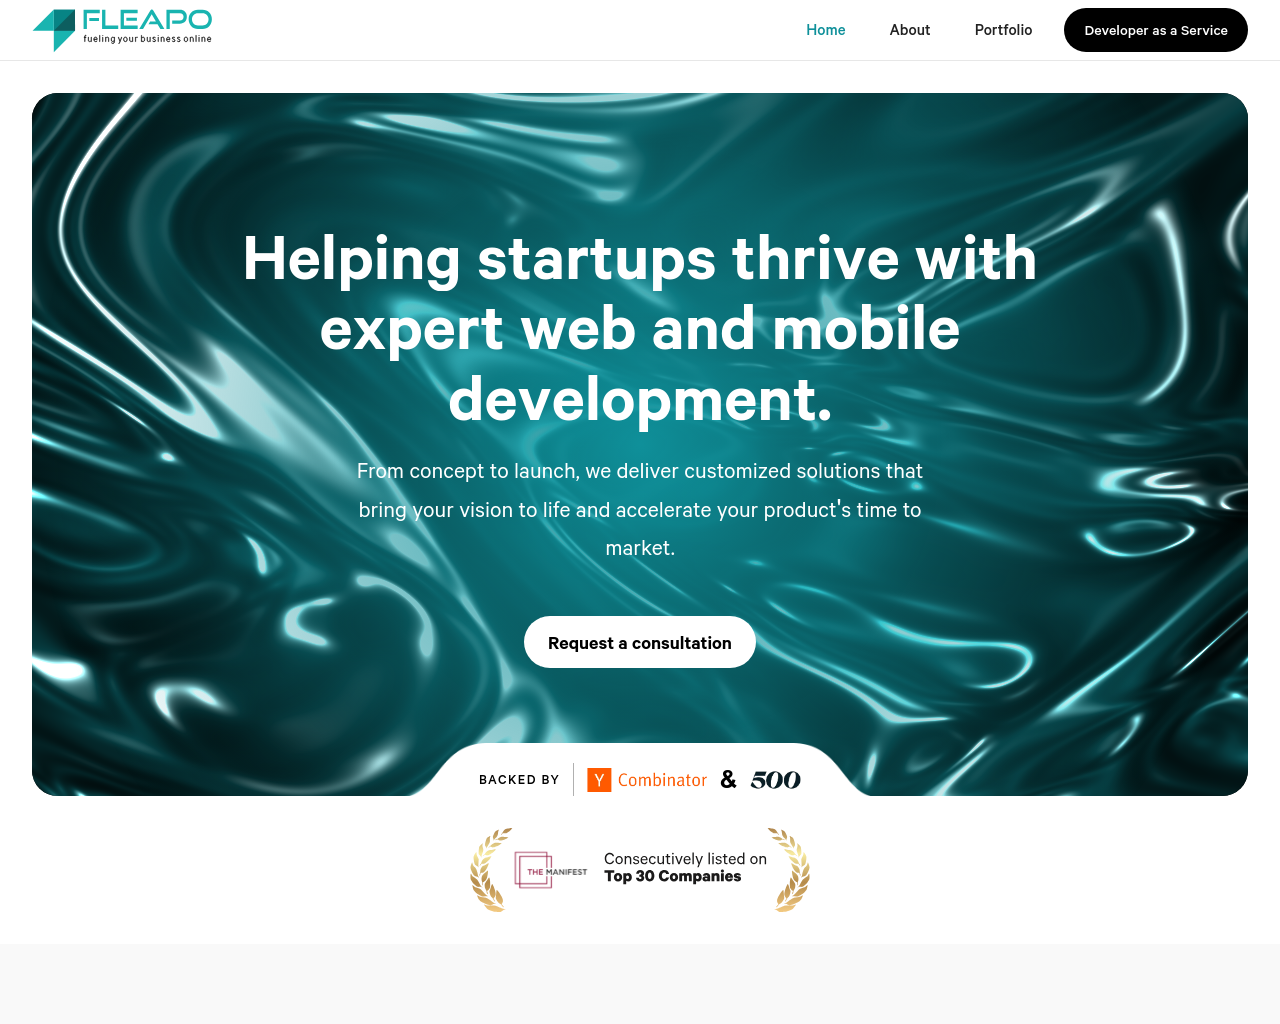 FLEAPO
fueling your business online
Home
About
Portfolio
Developer as a Service
Helping startups thrive with
expert web and mobile
development.
From concept to launch, we deliver customized solutions that
bring your vision to life and accelerate your product's time to
market.
Request a consultation
BACKED BY
Y Combinator & 500
THE MANIFEST
Consecutively listed on
Top 30 Companies